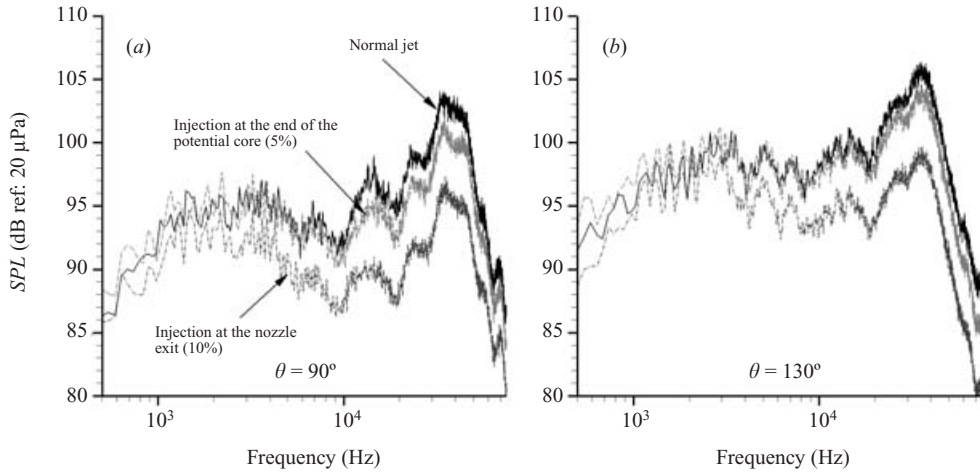 110
105
100
95
90
85
80
SPL (dB ref: 20 µPa)
(a)
Normal jet
Injection at the end of the
potential core (5%)
Injection at the nozzle
exit (10%)
θ = 90º
10³
10⁴
Frequency (Hz)
110
105
100
95
90
85
80
(b)
θ = 130º
10³
10⁴
Frequency (Hz)